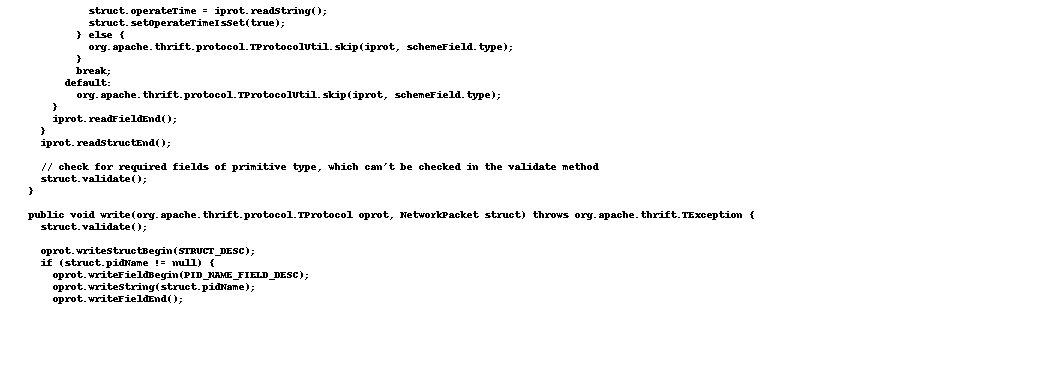 struct.operateTime = iprot.readString();
struct.setOperateTimeIsSet(true);
} else {
org.apache.thrift.protocol.TProtocolUtil.skip(iprot, schemeField.type);
}
break;
default:
org.apache.thrift.protocol.TProtocolUtil.skip(iprot, schemeField.type);
}
iprot.readFieldEnd();
}
iprot.readStructEnd();
// check for required fields of primitive type, which can't be checked in the validate method
struct.validate();
}
public void write(org.apache.thrift.protocol.TProtocol oprot, NetworkPacket struct) throws org.apache.thrift.TException {
struct.validate();
oprot.writeStructBegin(STRUCT_DESC);
if (struct.pidName != null) {
oprot.writeFieldBegin(PID_NAME_FIELD_DESC);
oprot.writeString(struct.pidName);
oprot.writeFieldEnd();